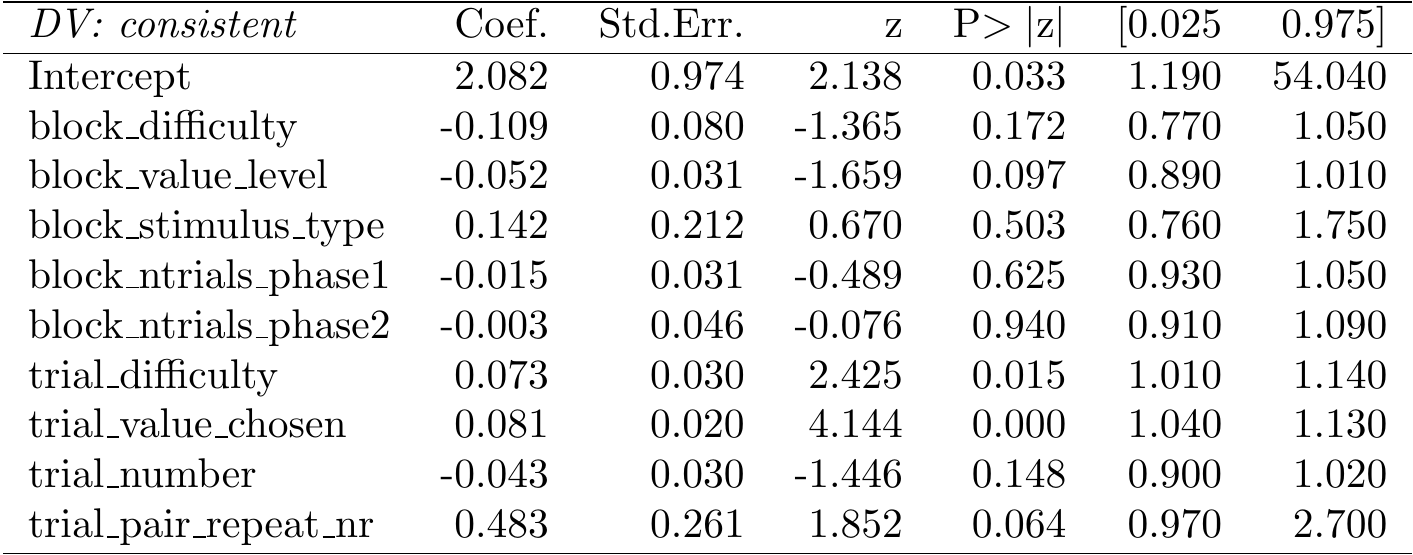 DV: consistent Coef. Std.Err. z P> |z| [0.025 0.975]
Intercept 2.082 0.974 2.138 0.033 1.190 54.040
block_difficulty -0.109 0.080 -1.365 0.172 0.770 1.050
block_value_level -0.052 0.031 -1.659 0.097 0.890 1.010
block_stimulus_type 0.142 0.212 0.670 0.503 0.760 1.750
block_ntrials_phase1 -0.015 0.031 -0.489 0.625 0.930 1.050
block_ntrials_phase2 -0.003 0.046 -0.076 0.940 0.910 1.090
trial_difficulty 0.073 0.030 2.425 0.015 1.010 1.140
trial_value_chosen 0.081 0.020 4.144 0.000 1.040 1.130
trial_number -0.043 0.030 -1.446 0.148 0.900 1.020
trial_pair_repeat_nr 0.483 0.261 1.852 0.064 0.970 2.700